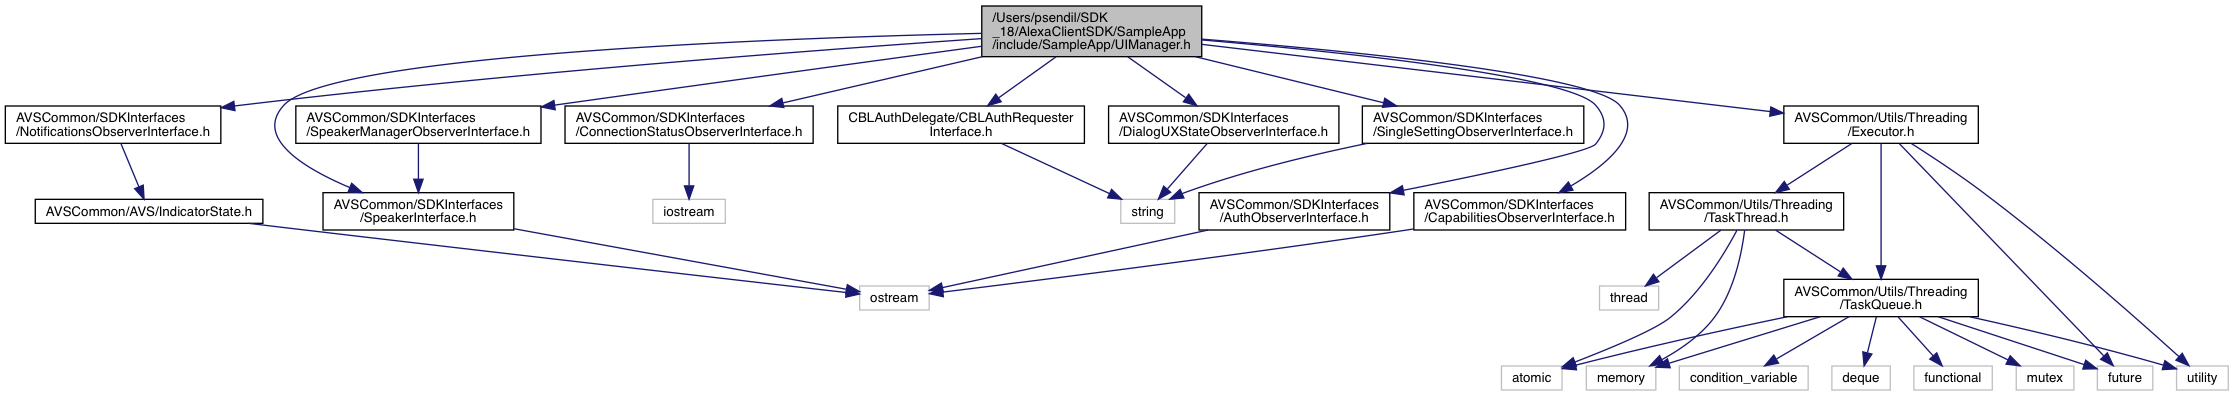 /Users/psendil/SDK
_18/AlexaClientSDK/SampleApp
/include/SampleApp/UIManager.h
AVSCommon/SDKInterfaces
/NotificationsObserverInterface.h
AVSCommon/SDKInterfaces
/SpeakerManagerObserverInterface.h
AVSCommon/SDKInterfaces
/ConnectionStatusObserverInterface.h
CBLAuthDelegate/CBLAuthRequester
Interface.h
AVSCommon/SDKInterfaces
/DialogUXStateObserverInterface.h
AVSCommon/SDKInterfaces
/SingleSettingObserverInterface.h
AVSCommon/Utils/Threading
/Executor.h
AVSCommon/AVS/IndicatorState.h
AVSCommon/SDKInterfaces
/SpeakerInterface.h
iostream
string
AVSCommon/SDKInterfaces
/AuthObserverInterface.h
AVSCommon/SDKInterfaces
/CapabilitiesObserverInterface.h
AVSCommon/Utils/Threading
/TaskThread.h
ostream
thread
AVSCommon/Utils/Threading
/TaskQueue.h
atomic
memory
condition_variable
deque
functional
mutex
future
utility